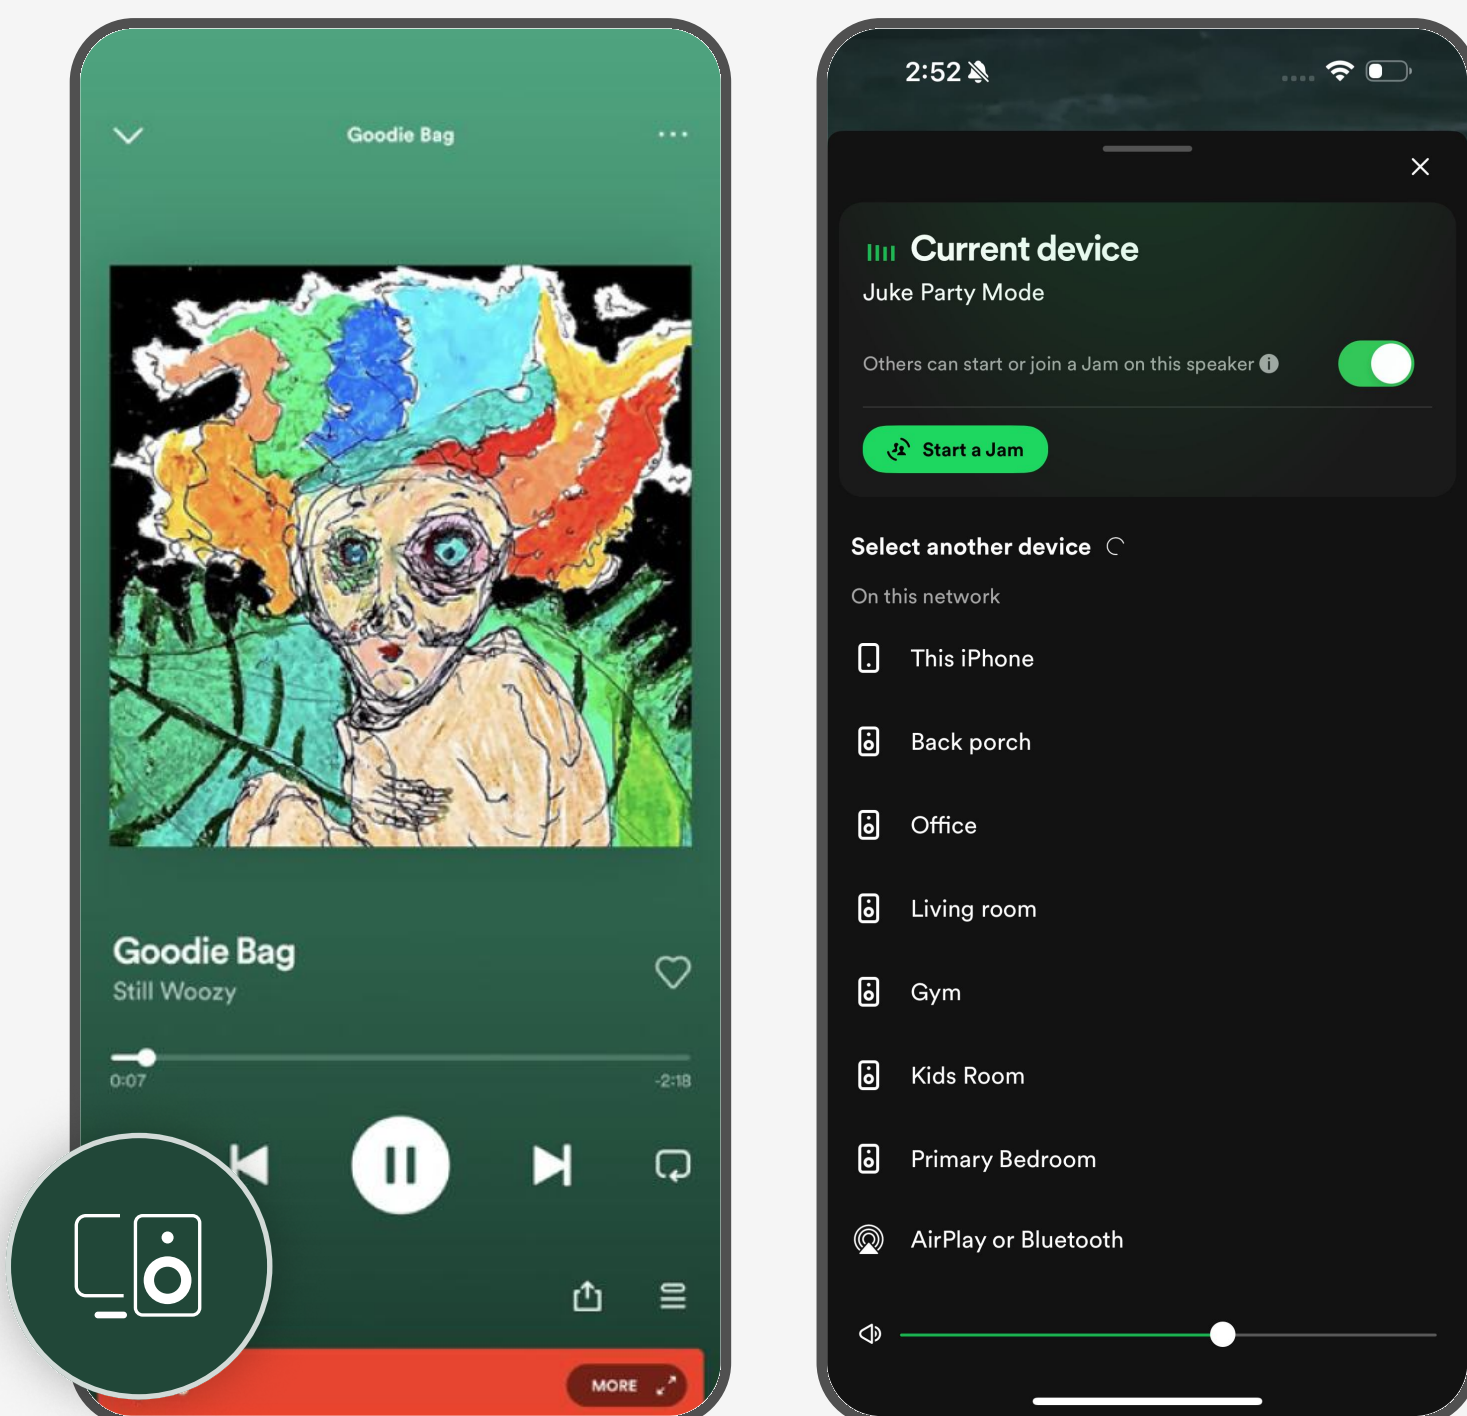 Goodie Bag
Goodie Bag
Still Woozy
0:07
-2:18
MORE
2:52
Current device
Juke Party Mode
Others can start or join a Jam on this speaker
Start a Jam
Select another device
On this network
This iPhone
Back porch
Office
Living room
Gym
Kids Room
Primary Bedroom
AirPlay or Bluetooth